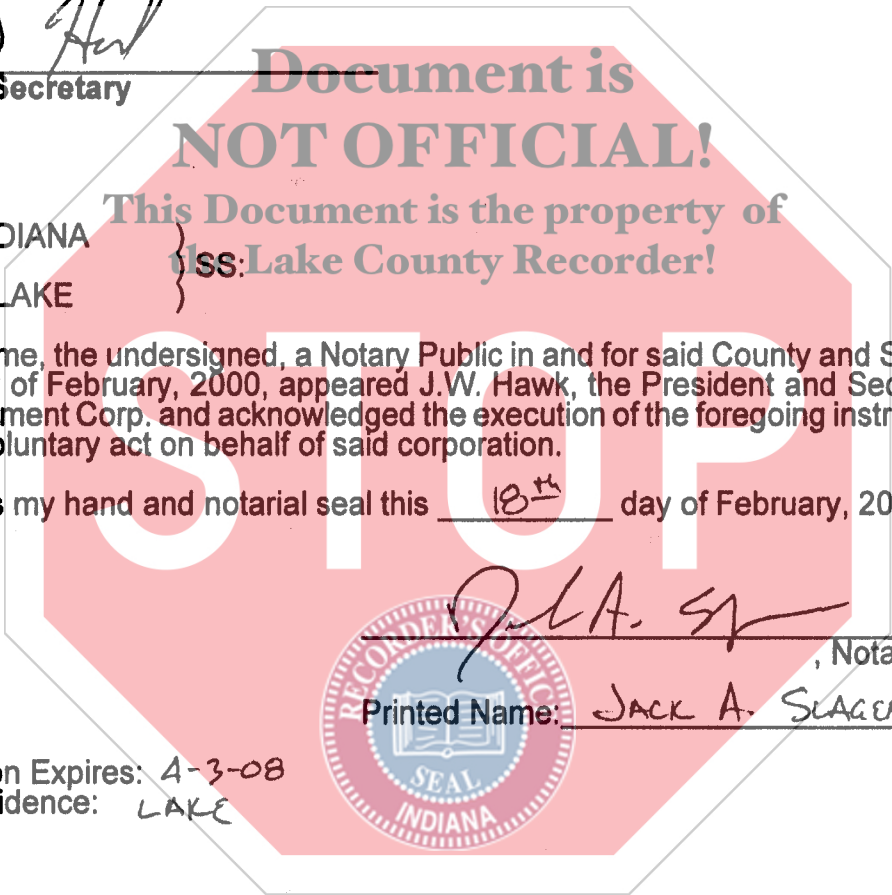 Secretary
Document is
NOT OFFICIAL!
This Document is the property of
the Lake County Recorder!
DIANA
SS:
LAKE
me, the undersigned, a Notary Public in and for said County and S
of February, 2000, appeared J.W. Hawk, the President and Sec
ment Corp. and acknowledged the execution of the foregoing instr
luntary act on behalf of said corporation.
STOP
s my hand and notarial seal this 18th day of February, 20
Jack A.
, Nota
RECORDER'S OFFICE
Printed Name: JACK A. SLAGER
SEAL
INDIANA
n Expires: 4-3-08
idence: LAKE